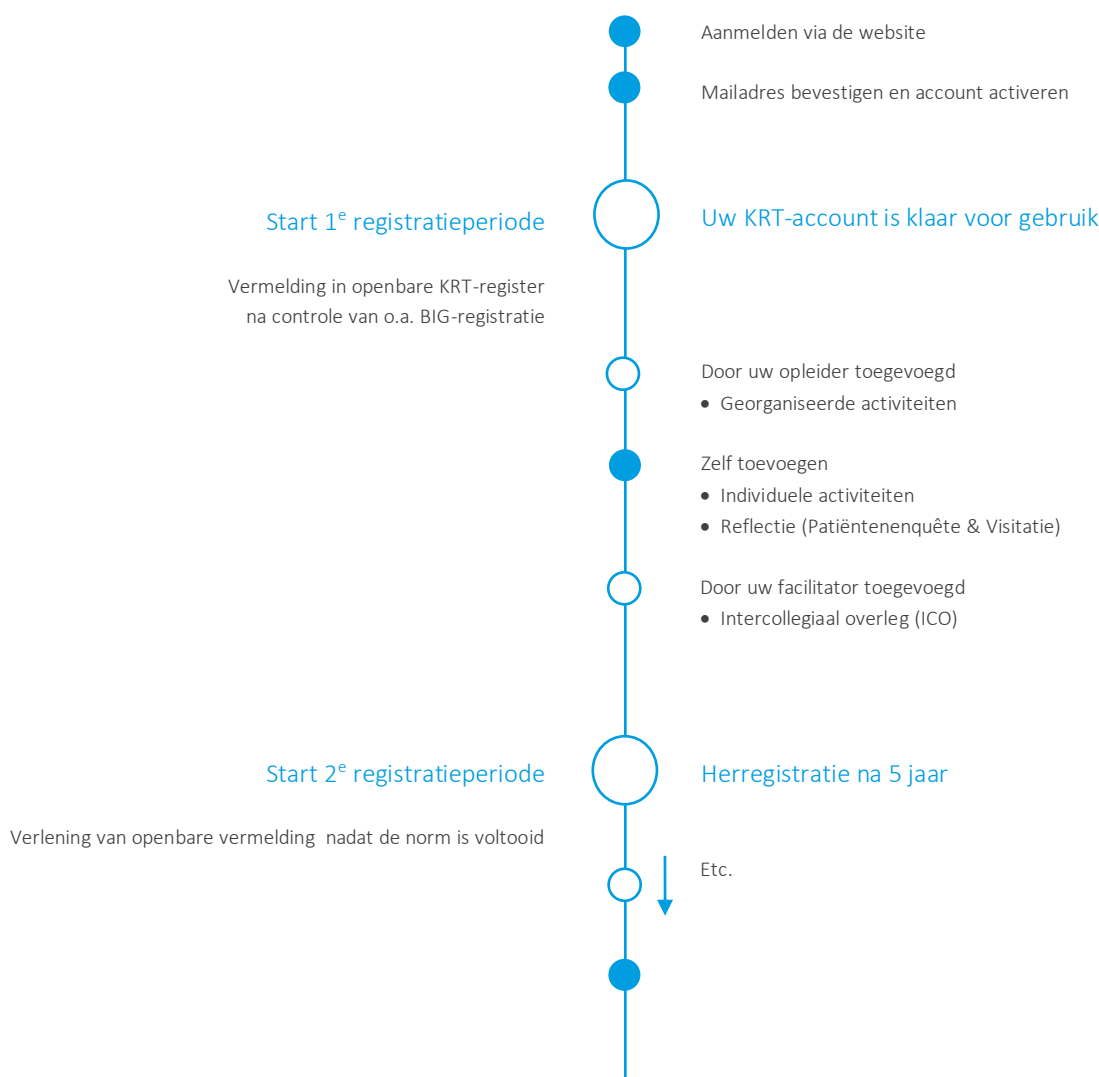 Aanmelden via de website
Mailadres bevestigen en account activeren
Start 1e registratieperiode
Uw KRT-account is klaar voor gebruik
Vermelding in openbare KRT-register
na controle van o.a. BIG-registratie
Door uw opleider toegevoegd
• Georganiseerde activiteiten
Zelf toevoegen
• Individuele activiteiten
• Reflectie (Patiëntenenquête & Visitatie)
Door uw facilitator toegevoegd
• Intercollegiaal overleg (ICO)
Start 2e registratieperiode
Herregistratie na 5 jaar
Verlening van openbare vermelding nadat de norm is voltooid
Etc.